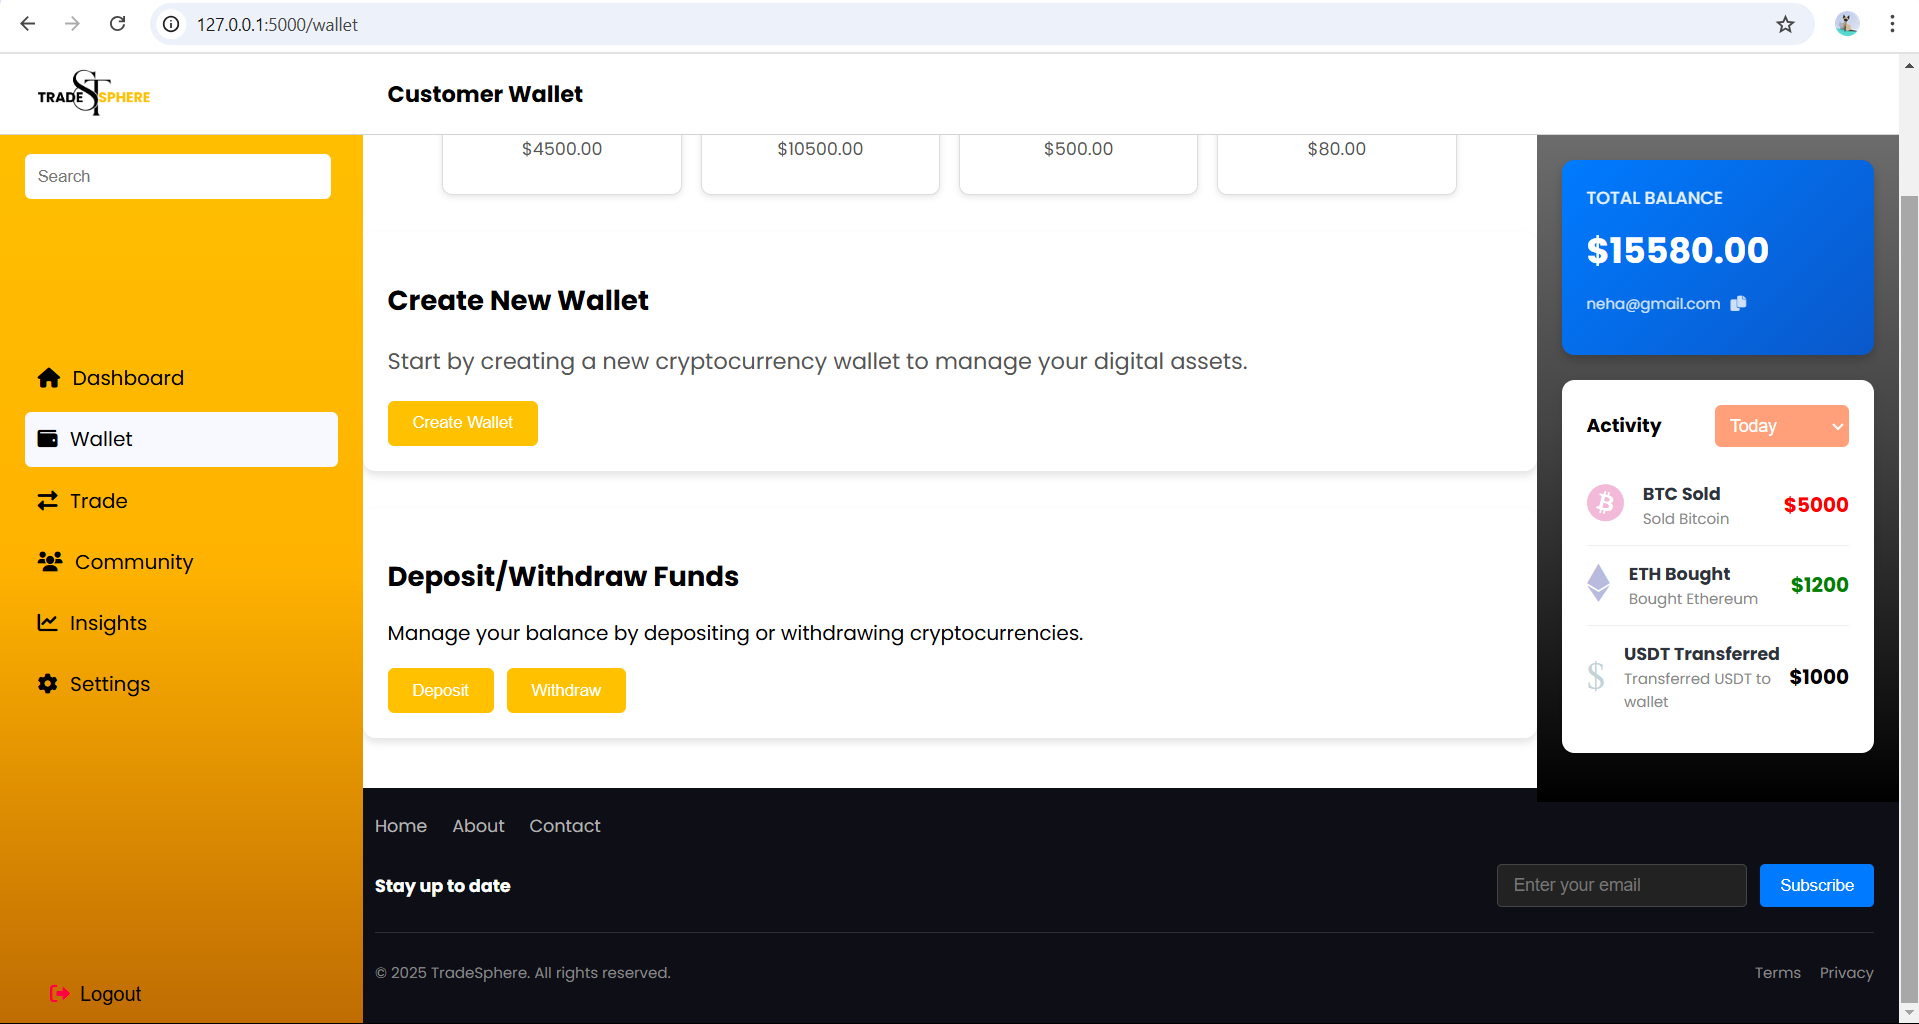 127.0.0.1:5000/wallet
TRADE ST SPHERE
Customer Wallet
Search
Dashboard
Wallet
Trade
Community
Insights
Settings
Logout
$4500.00 $10500.00 $500.00 $80.00
Create New Wallet
Start by creating a new cryptocurrency wallet to manage your digital assets.
Create Wallet
Deposit/Withdraw Funds
Manage your balance by depositing or withdrawing cryptocurrencies.
Deposit Withdraw
TOTAL BALANCE
$15580.00
neha@gmail.com
Activity Today
BTC Sold
Sold Bitcoin
$5000
ETH Bought
Bought Ethereum
$1200
USDT Transferred
Transferred USDT to
wallet
$1000
Home About Contact
Stay up to date
Enter your email Subscribe
© 2025 TradeSphere. All rights reserved.
Terms Privacy